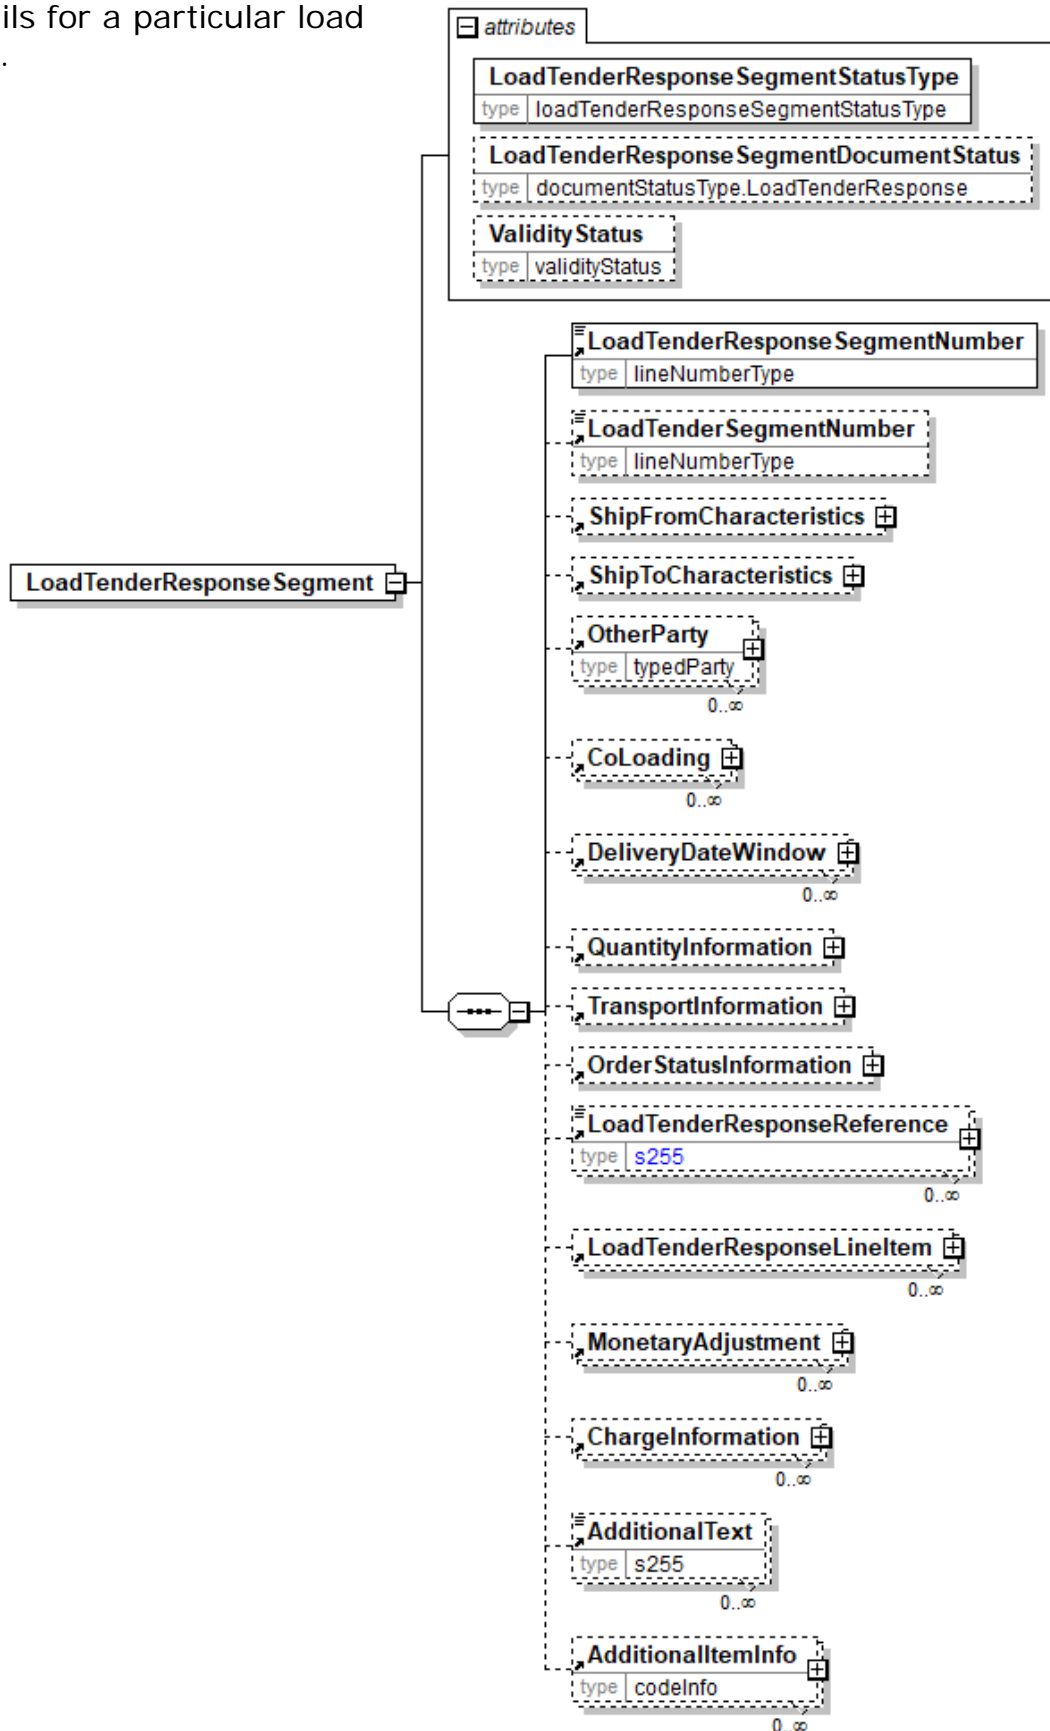 ils for a particular load
.
attributes
LoadTenderResponseSegmentStatusType
type loadTenderResponseSegmentStatusType
LoadTenderResponseSegmentDocumentStatus
type documentStatusType.LoadTenderResponse
ValidityStatus
type validityStatus
LoadTenderResponseSegmentNumber
type lineNumberType
LoadTenderSegmentNumber
type lineNumberType
ShipFromCharacteristics
ShipToCharacteristics
LoadTenderResponseSegment
OtherParty
type typedParty
0..∞
CoLoading
0..∞
DeliveryDateWindow
0..∞
QuantityInformation
TransportInformation
OrderStatusInformation
LoadTenderResponseReference
type s255
0..∞
LoadTenderResponseLineItem
0..∞
MonetaryAdjustment
0..∞
ChargeInformation
0..∞
AdditionalText
type s255
0..∞
AdditionalItemInfo
type codeInfo
0..∞